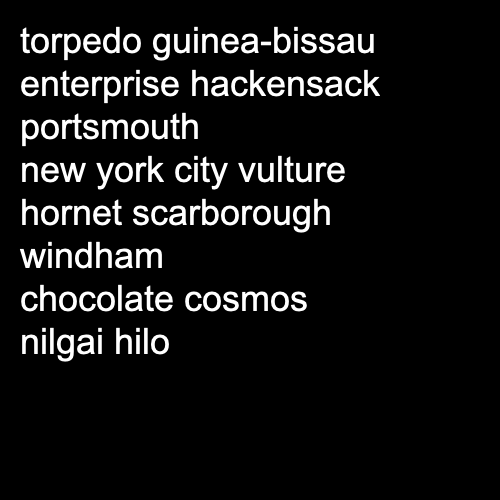 torpedo guinea-bissau
enterprise hackensack
portsmouth
new york city vulture
hornet scarborough
windham
chocolate cosmos
nilgai hilo